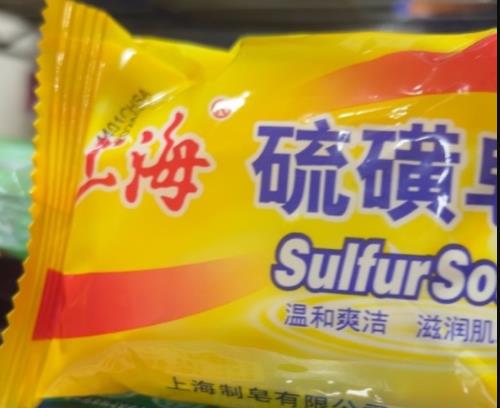 上海
硫磺
Sulfur So
温和爽洁 滋润肌
上海制皂有限公